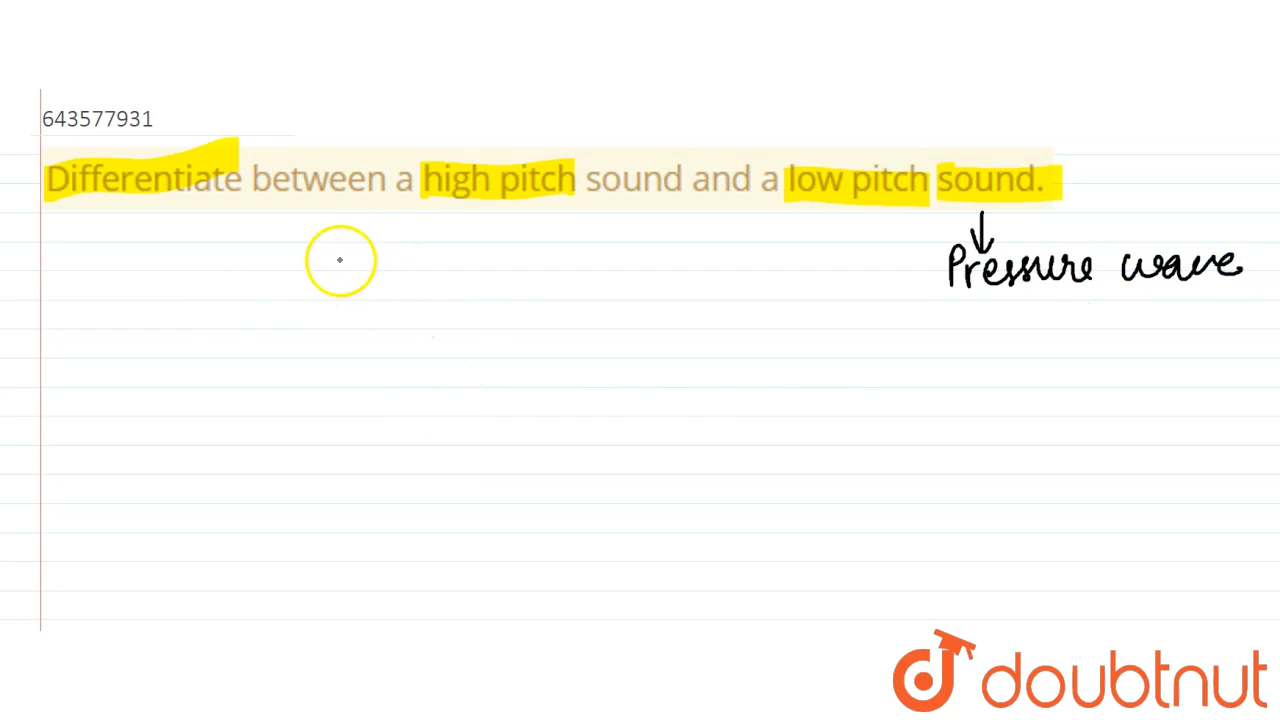 643577931
Differentiate between a high pitch sound and a low pitch sound.
Pressure wave
doubtnut